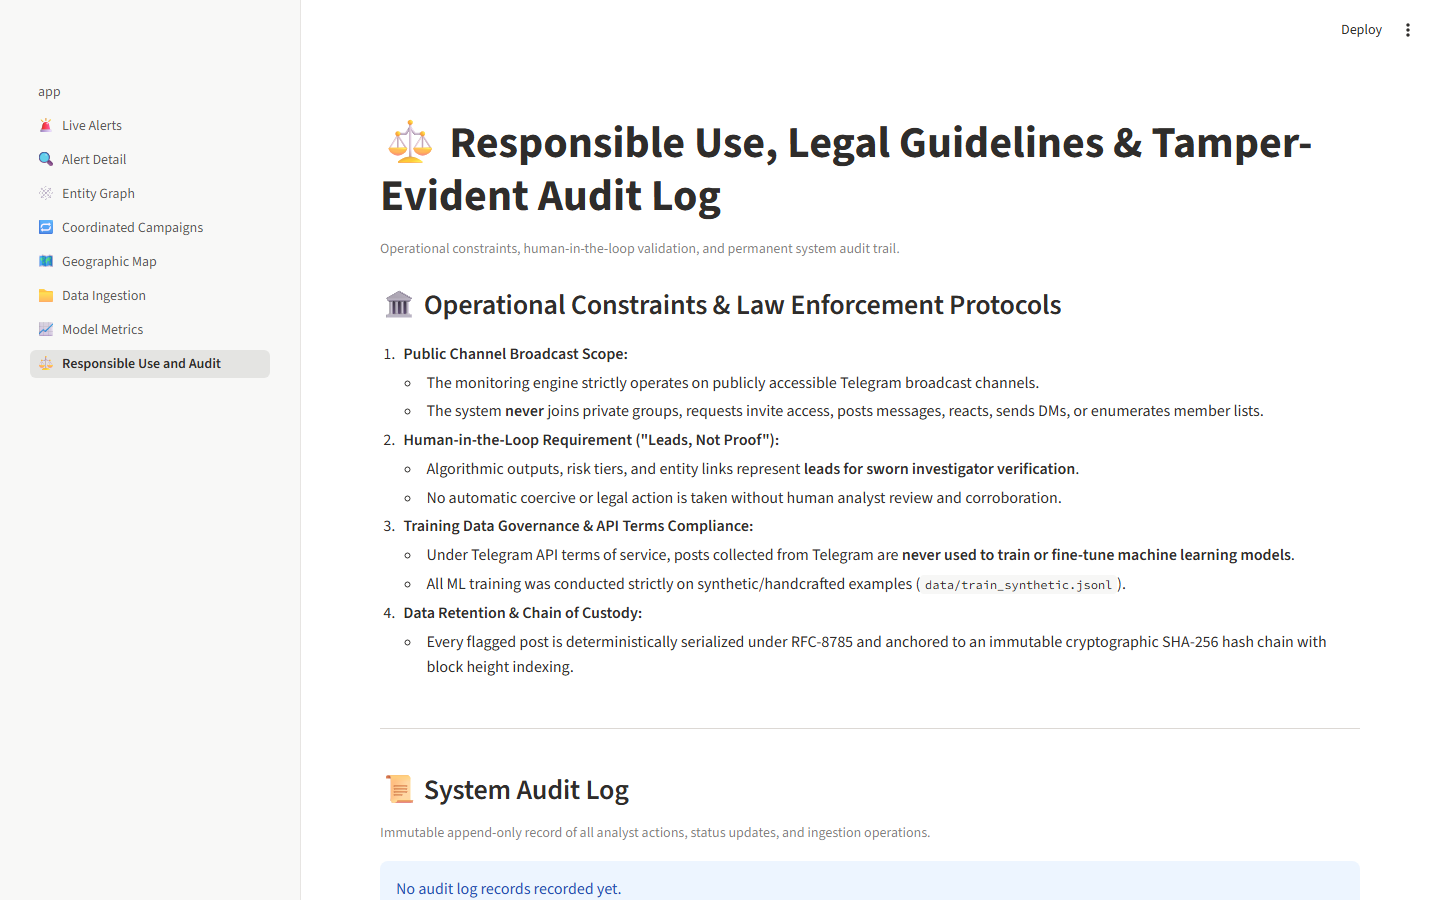 Deploy
app
Live Alerts
Alert Detail
Entity Graph
Coordinated Campaigns
Geographic Map
Data Ingestion
Model Metrics
Responsible Use and Audit
Responsible Use, Legal Guidelines & Tamper-
Evident Audit Log
Operational constraints, human-in-the-loop validation, and permanent system audit trail.
Operational Constraints & Law Enforcement Protocols
1. Public Channel Broadcast Scope:
The monitoring engine strictly operates on publicly accessible Telegram broadcast channels.
The system never joins private groups, requests invite access, posts messages, reacts, sends DMs, or enumerates member lists.
2. Human-in-the-Loop Requirement ("Leads, Not Proof"):
Algorithmic outputs, risk tiers, and entity links represent leads for sworn investigator verification.
No automatic coercive or legal action is taken without human analyst review and corroboration.
3. Training Data Governance & API Terms Compliance:
Under Telegram API terms of service, posts collected from Telegram are never used to train or fine-tune machine learning models.
All ML training was conducted strictly on synthetic/handcrafted examples ( data/train_synthetic.jsonl ).
4. Data Retention & Chain of Custody:
Every flagged post is deterministically serialized under RFC-8785 and anchored to an immutable cryptographic SHA-256 hash chain with
block height indexing.
System Audit Log
Immutable append-only record of all analyst actions, status updates, and ingestion operations.
No audit log records recorded yet.